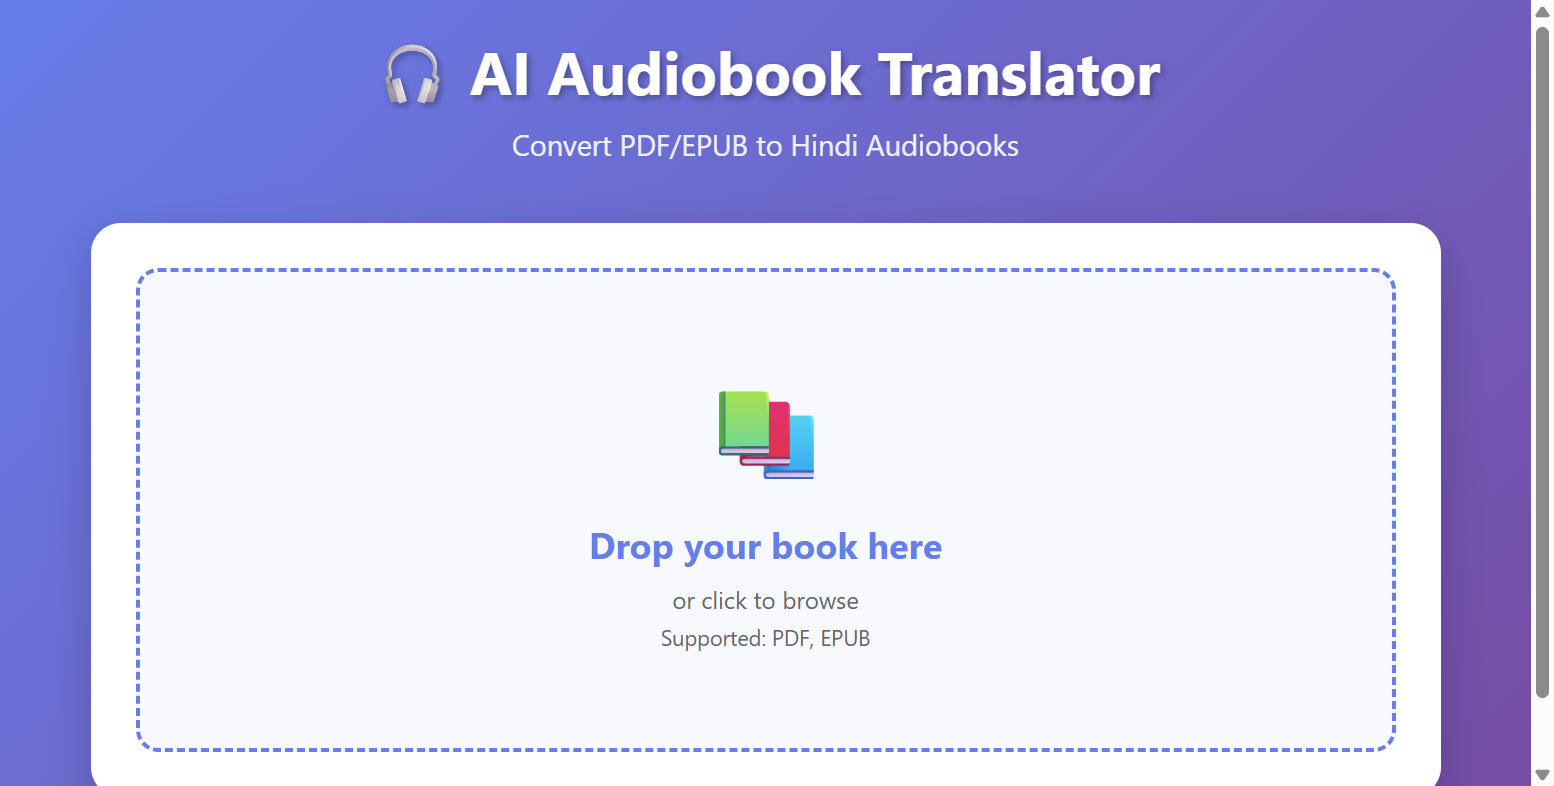 AI Audiobook Translator
Convert PDF/EPUB to Hindi Audiobooks
Drop your book here
or click to browse
Supported: PDF, EPUB